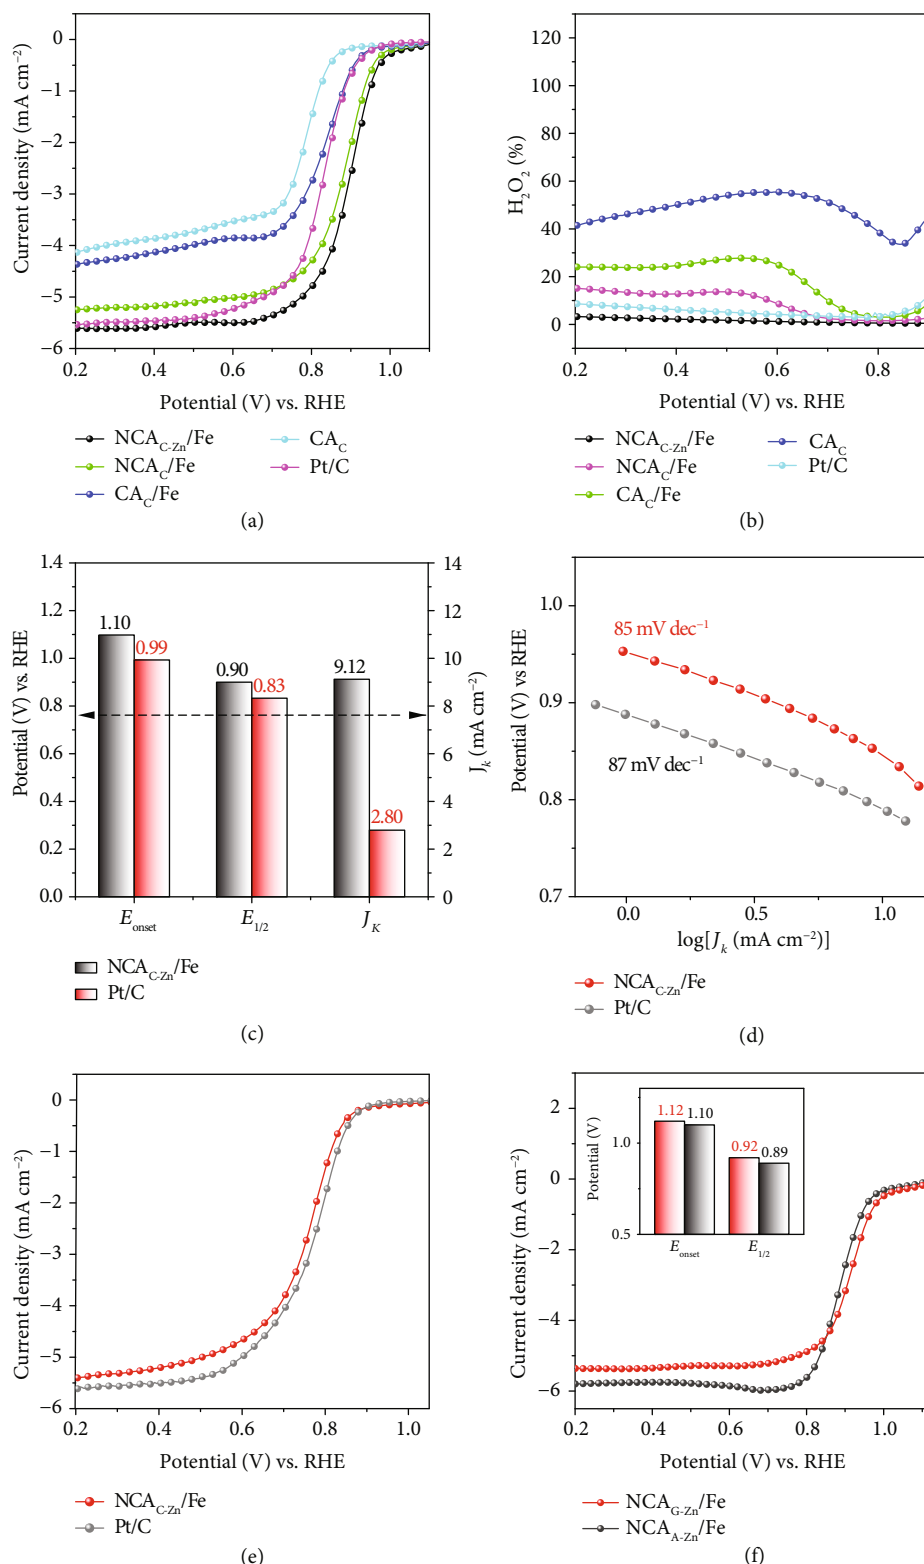 0
−1
−2
−3
−4
−5
−6
Current density (mA cm⁻²)
0.2 0.4 0.6 0.8 1.0
Potential (V) vs. RHE
NCA_C-Zn/Fe
NCA_C/Fe
CA_C/Fe
CA_C
Pt/C
(a)
120
100
80
60
40
20
0
H₂O₂ (%)
0.2 0.4 0.6 0.8
Potential (V) vs. RHE
NCA_C-Zn/Fe
NCA_C/Fe
CA_C/Fe
CA_C
Pt/C
(b)
1.4
1.2
1.0
0.8
0.6
0.4
0.2
0.0
Potential (V) vs. RHE
1.10
0.99
0.90
0.83
9.12
2.80
14
12
10
8
6
4
2
0
J_k (mA cm⁻²)
E_onset E_1/2 J_K
NCA_C-Zn/Fe
Pt/C
(c)
1.0
0.9
0.8
0.7
Potential (V) vs RHE
85 mV dec⁻¹
87 mV dec⁻¹
0.0 0.5 1.0
log[J_k (mA cm⁻²)]
NCA_C-Zn/Fe
Pt/C
(d)
0
−1
−2
−3
−4
−5
−6
Current density (mA cm⁻²)
0.2 0.4 0.6 0.8 1.0
Potential (V) vs. RHE
NCA_C-Zn/Fe
Pt/C
(e)
2
0
−2
−4
−6
Current density (mA cm⁻²)
1.0
0.5
Potential (V)
1.12 1.10
0.92 0.89
E_onset E_1/2
0.2 0.4 0.6 0.8 1.0
Potential (V) vs. RHE
NCA_G-Zn/Fe
NCA_A-Zn/Fe
(f)